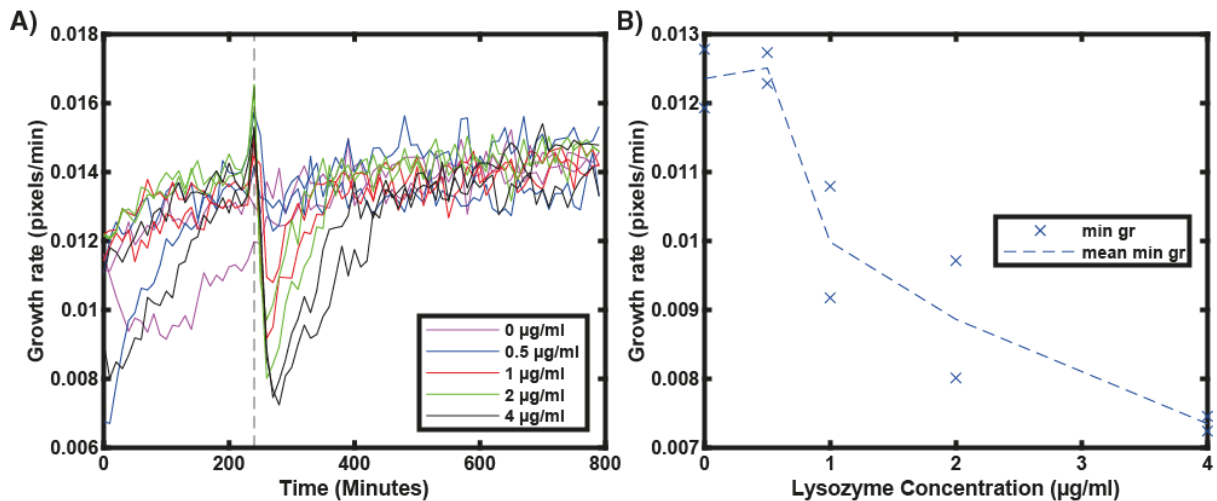 A)
0.018
0.016
0.014
0.012
0.01
0.008
0.006
Growth rate (pixels/min)
0
200
400
600
800
Time (Minutes)
0 µg/ml
0.5 µg/ml
1 µg/ml
2 µg/ml
4 µg/ml
B)
0.013
0.012
0.011
0.01
0.009
0.008
0.007
Growth rate (pixels/min)
0
1
2
3
4
Lysozyme Concentration (µg/ml)
min gr
mean min gr